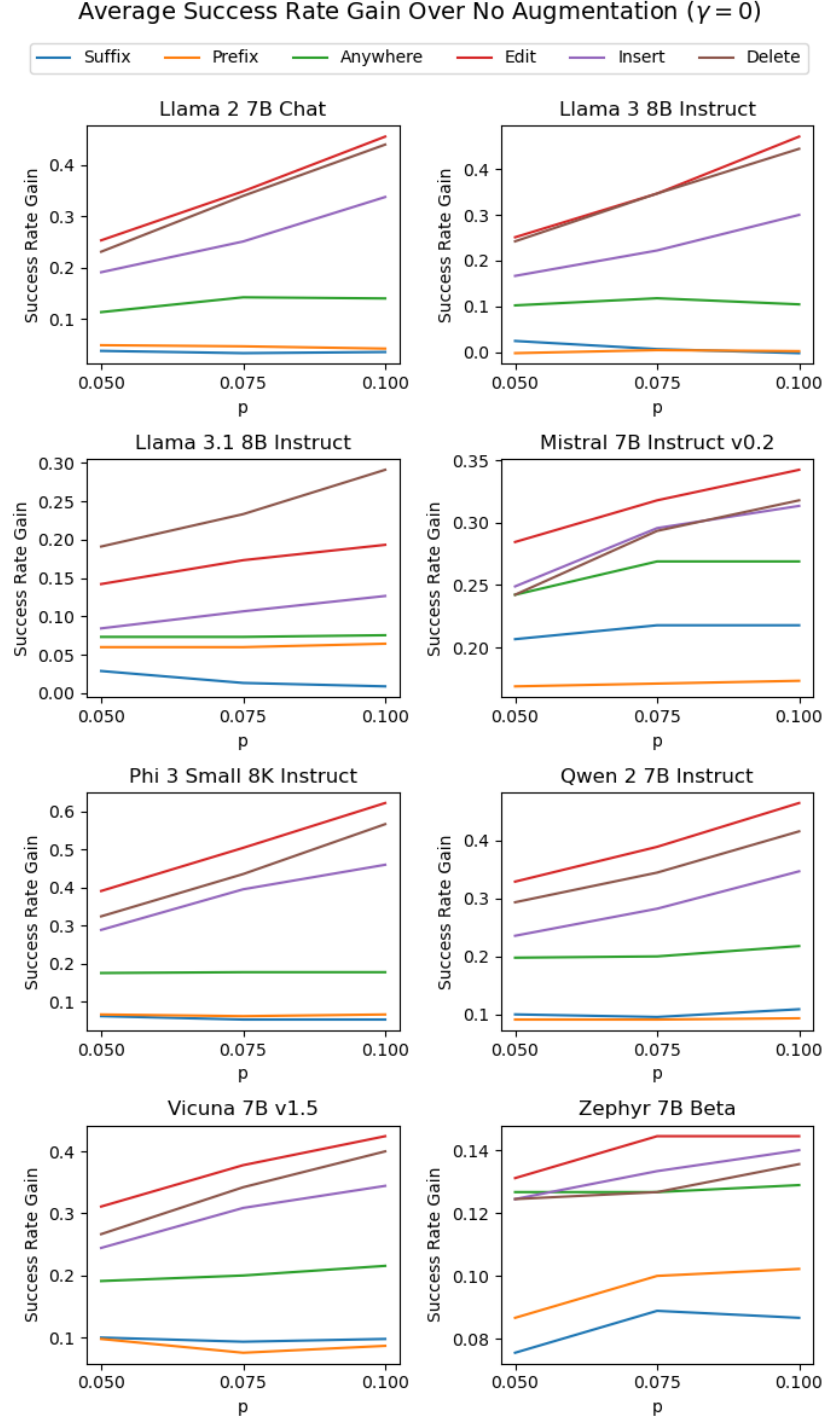 Average Success Rate Gain Over No Augmentation (γ = 0)
Suffix Prefix Anywhere Edit Insert Delete
Llama 2 7B Chat
Success Rate Gain
0.4
0.3
0.2
0.1
0.050 0.075 0.100
p
Llama 3 8B Instruct
Success Rate Gain
0.4
0.3
0.2
0.1
0.0
0.050 0.075 0.100
p
Llama 3.1 8B Instruct
Success Rate Gain
0.30
0.25
0.20
0.15
0.10
0.05
0.00
0.050 0.075 0.100
p
Mistral 7B Instruct v0.2
Success Rate Gain
0.35
0.30
0.25
0.20
0.050 0.075 0.100
p
Phi 3 Small 8K Instruct
Success Rate Gain
0.6
0.5
0.4
0.3
0.2
0.1
0.050 0.075 0.100
p
Qwen 2 7B Instruct
Success Rate Gain
0.4
0.3
0.2
0.1
0.050 0.075 0.100
p
Vicuna 7B v1.5
Success Rate Gain
0.4
0.3
0.2
0.1
0.050 0.075 0.100
p
Zephyr 7B Beta
Success Rate Gain
0.14
0.12
0.10
0.08
0.050 0.075 0.100
p